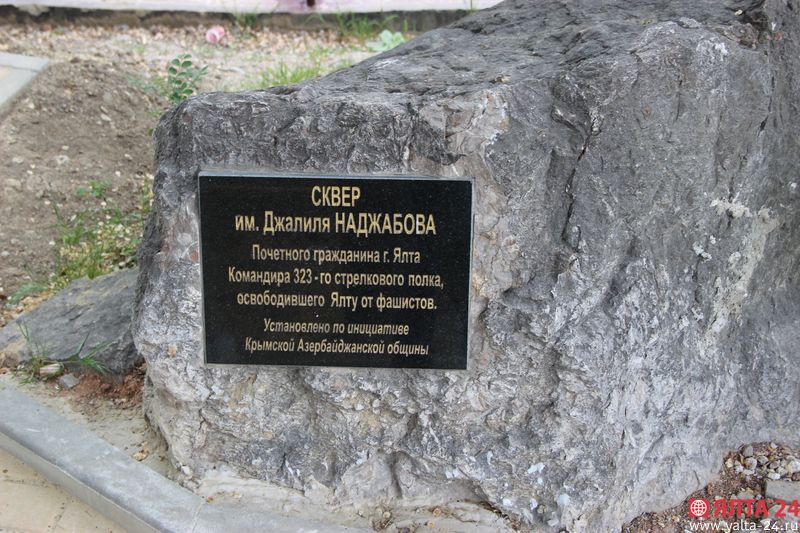 СКВЕР
им. Джалиля НАДЖАБОВА
Почетного гражданина г. Ялта
Командира 323-го стрелкового полка,
освободившего Ялту от фашистов.
Установлено по инициативе
Крымской Азербайджанской общины
ЯЛТА 24
www.yalta-24.ru